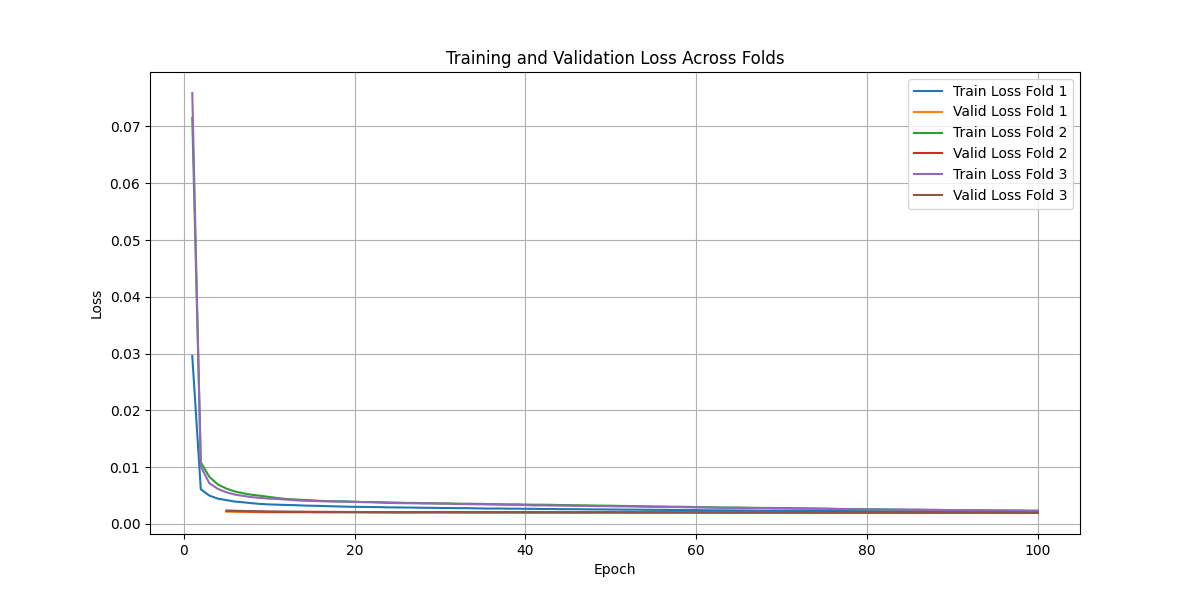 Training and Validation Loss Across Folds
Train Loss Fold 1
Valid Loss Fold 1
Train Loss Fold 2
Valid Loss Fold 2
Train Loss Fold 3
Valid Loss Fold 3
Loss
0.07
0.06
0.05
0.04
0.03
0.02
0.01
0.00
0 20 40 60 80 100
Epoch